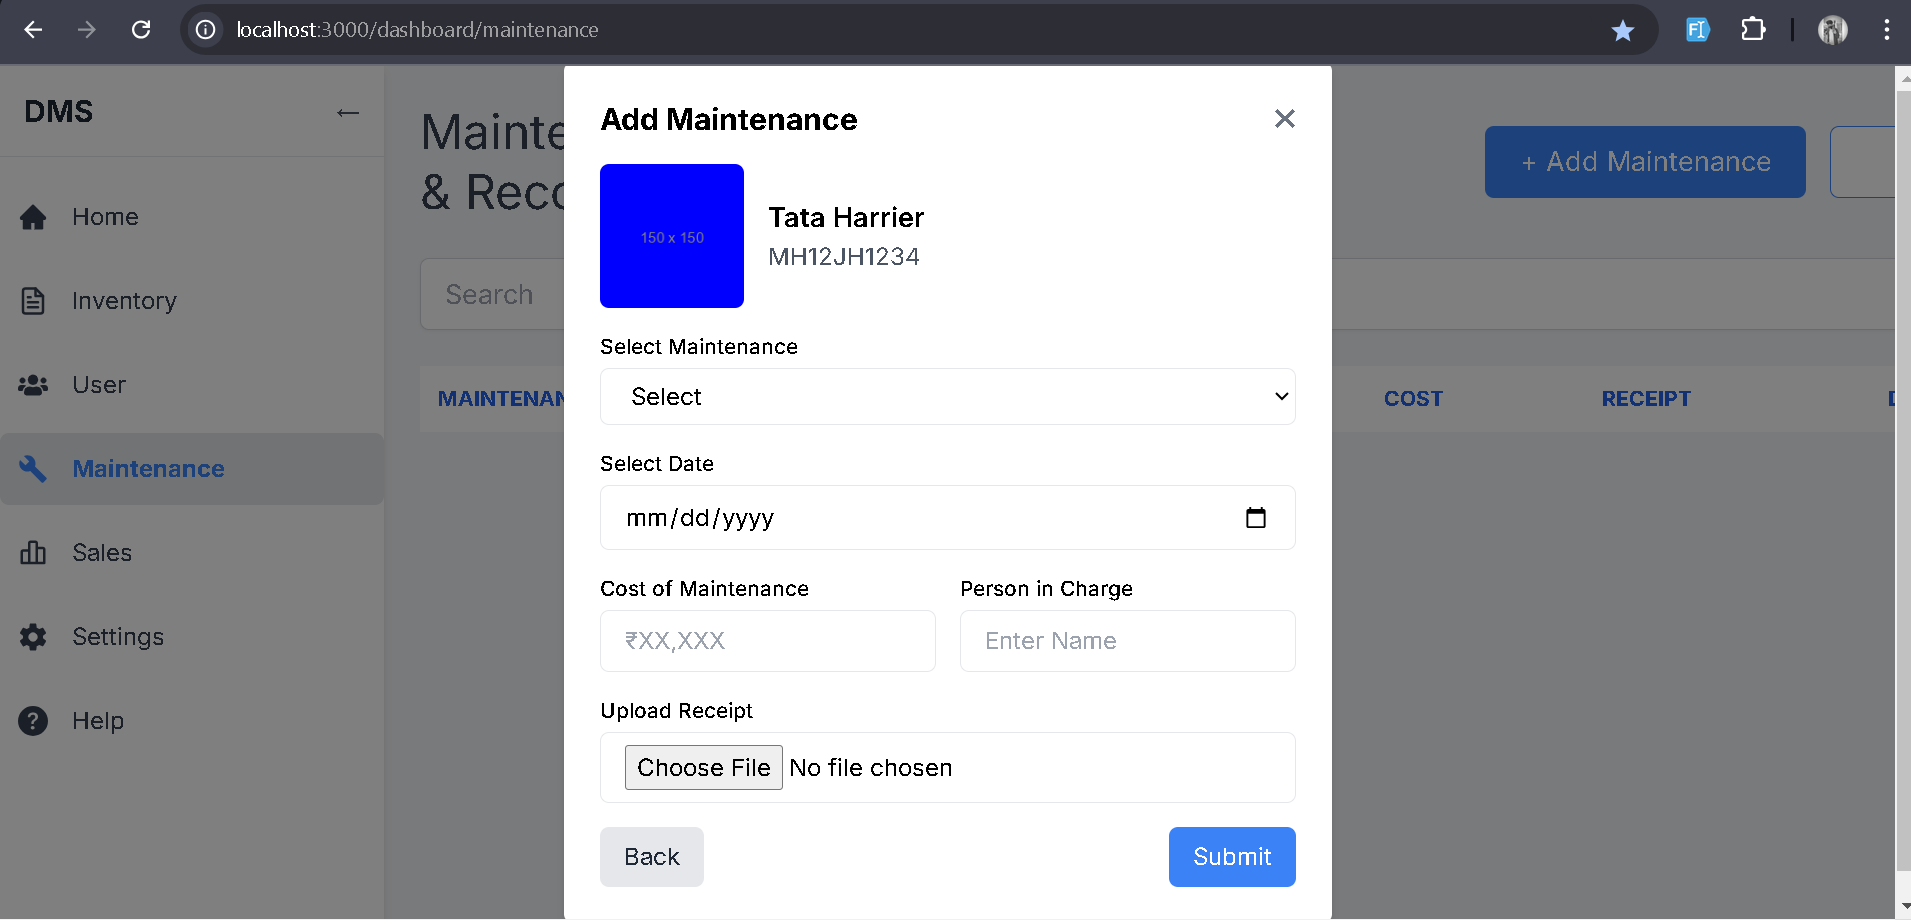 localhost:3000/dashboard/maintenance
DMS
Home
Inventory
User
Maintenance
Sales
Settings
Help
& Reco
+ Add Maintenance
Search
COST
RECEIPT
Add Maintenance
150 x 150
Tata Harrier
MH12JH1234
Select Maintenance
Select
Select Date
mm/dd/yyyy
Cost of Maintenance
Person in Charge
₹XX,XXX
Enter Name
Upload Receipt
Choose File No file chosen
Back
Submit